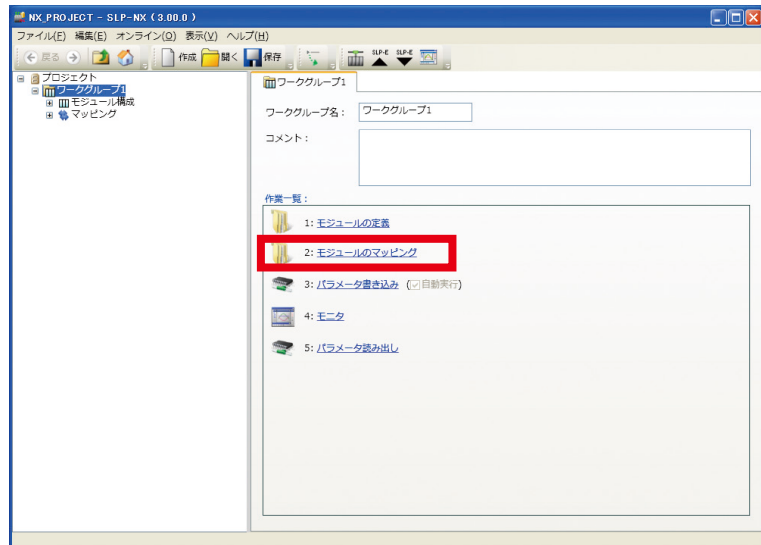 NX_PROJECT - SLP-NX ( 3.00.0 )
ファイル(F) 編集(E) オンライン(O) 表示(V) ヘルプ(H)
戻る 作成 開く 保存 SLP-E SLP-E
プロジェクト
ワークグループ1
モジュール構成
マッピング
ワークグループ1
ワークグループ名： ワークグループ1
コメント：
作業一覧：
1: モジュールの定義
2: モジュールのマッピング
3: パラメータ書き込み (自動実行)
4: モニタ
5: パラメータ読み出し